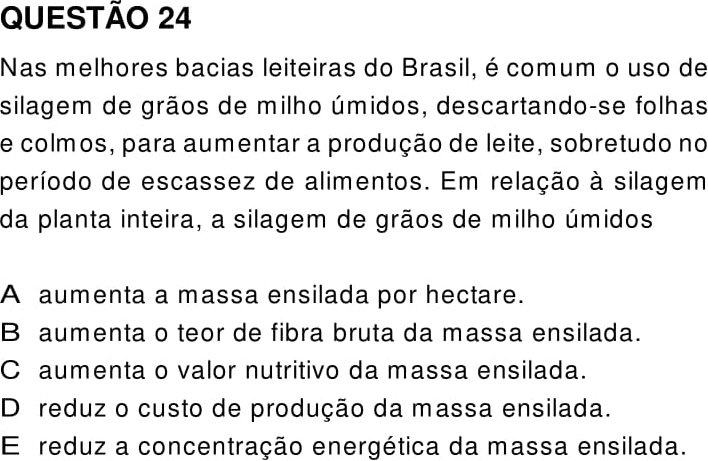 QUESTÃO 24
Nas melhores bacias leiteiras do Brasil, é comum o uso de
silagem de grãos de milho úmidos, descartando-se folhas
e colmos, para aumentar a produção de leite, sobretudo no
período de escassez de alimentos. Em relação à silagem
da planta inteira, a silagem de grãos de milho úmidos
A aumenta a massa ensilada por hectare.
B aumenta o teor de fibra bruta da massa ensilada.
C aumenta o valor nutritivo da massa ensilada.
D reduz o custo de produção da massa ensilada.
E reduz a concentração energética da massa ensilada.